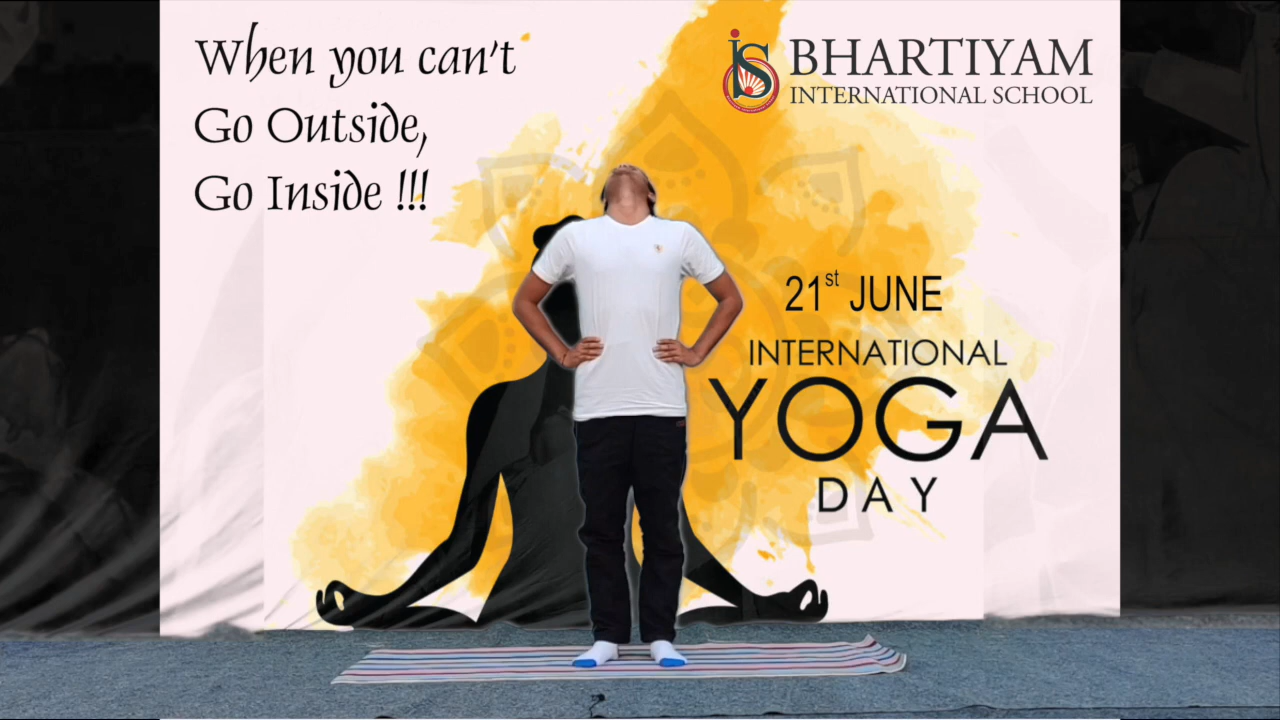 When you can't
Go Outside,
Go Inside !!!
BHARTIYAM
INTERNATIONAL SCHOOL
21st JUNE
INTERNATIONAL
YOGA
DAY